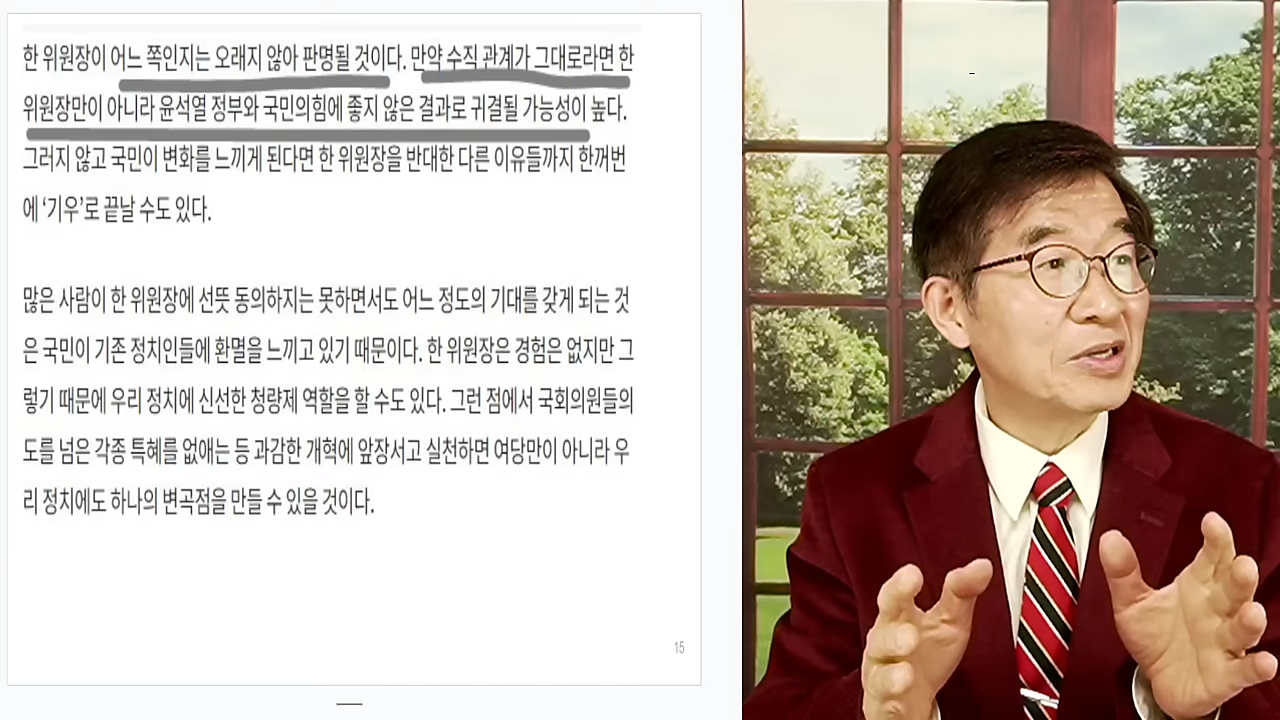 한 위원장이 어느 쪽인지는 오래지 않아 판명될 것이다. 만약 수직 관계가 그대로라면 한
위원장만이 아니라 윤석열 정부와 국민의힘에 좋지 않은 결과로 귀결될 가능성이 높다.
그러지 않고 국민이 변화를 느끼게 된다면 한 위원장을 반대한 다른 이유들까지 한꺼번
에 ‘기우’로 끝날 수도 있다.
많은 사람이 한 위원장에 선뜻 동의하지는 못하면서도 어느 정도의 기대를 갖게 되는 것
은 국민이 기존 정치인들에 환멸을 느끼고 있기 때문이다. 한 위원장은 경험은 없지만 그
렇기 때문에 우리 정치에 신선한 청량제 역할을 할 수도 있다. 그런 점에서 국회의원들의
도를 넘은 각종 특혜를 없애는 등 과감한 개혁에 앞장서고 실천하면 여당만이 아니라 우
리 정치에도 하나의 변곡점을 만들 수 있을 것이다.
15